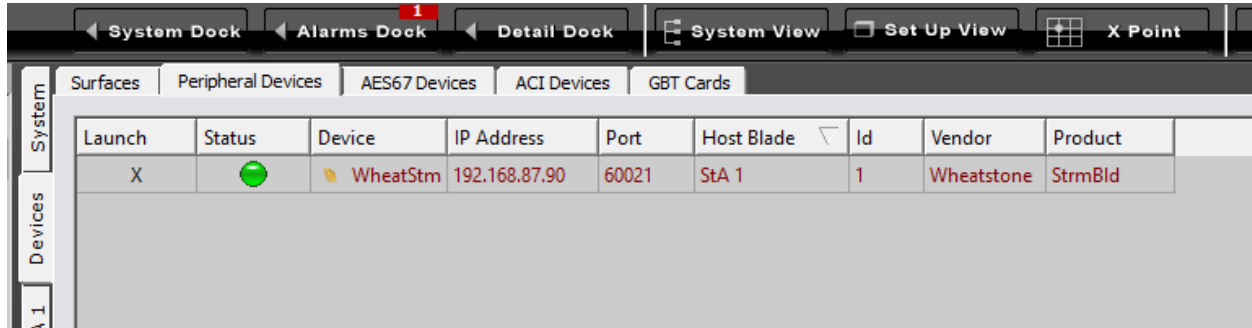 1
System Dock Alarms Dock Detail Dock System View Set Up View X Point
Surfaces Peripheral Devices AES67 Devices ACI Devices GBT Cards
System
Launch Status Device IP Address Port Host Blade Id Vendor Product
X WheatStm 192.168.87.90 60021 StA 1 1 Wheatstone StrmBld
Devices
A 1